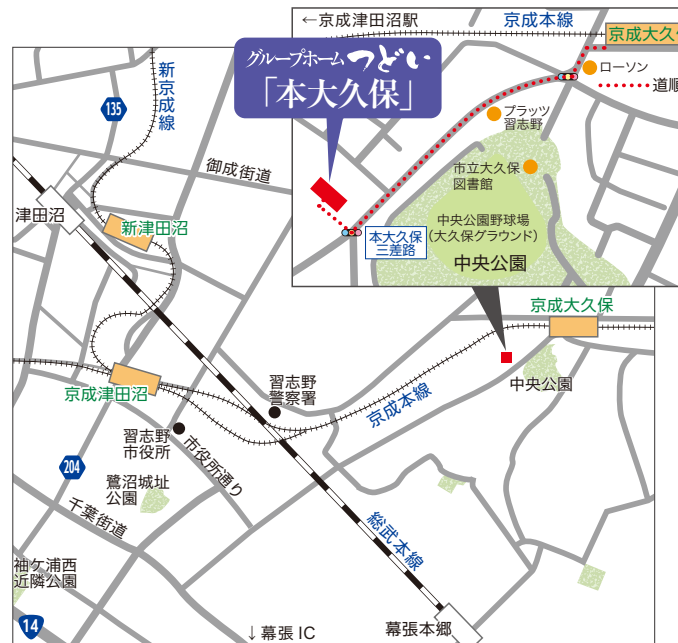 ←京成津田沼駅
京成本線
京成大久
グループホームつどい
「本大久保」
ローソン
道順
プラッツ
習志野
市立大久保
図書館
中央公園野球場
(大久保グラウンド)
中央公園
本大久保
三差路
新京成線
135
御成街道
津田沼
新津田沼
京成大久保
中央公園
京成本線
京成津田沼
習志野
警察署
習志野
市役所
市役所通り
204
鷺沼城址
公園
千葉街道
総武本線
袖ケ浦西
近隣公園
14
↓幕張IC
幕張本郷